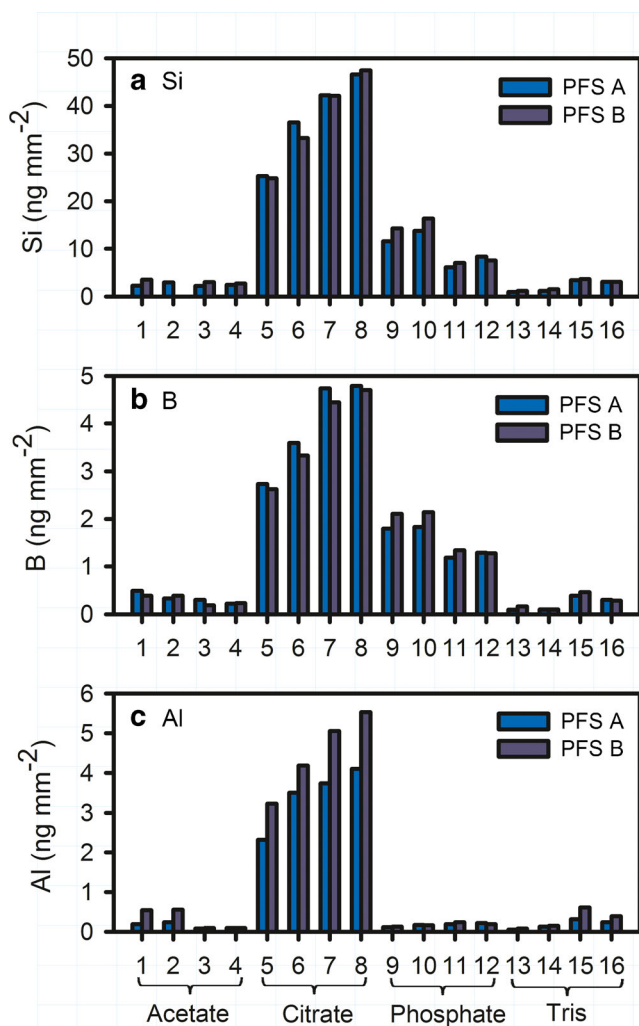 a Si
PFS A
PFS B
Si (ng mm⁻²)
50
40
30
20
10
0
1 2 3 4 5 6 7 8 9 10 11 12 13 14 15 16
b B
PFS A
PFS B
B (ng mm⁻²)
5
4
3
2
1
0
1 2 3 4 5 6 7 8 9 10 11 12 13 14 15 16
c Al
PFS A
PFS B
Al (ng mm⁻²)
6
5
4
3
2
1
0
1 2 3 4 5 6 7 8 9 10 11 12 13 14 15 16
Acetate Citrate Phosphate Tris